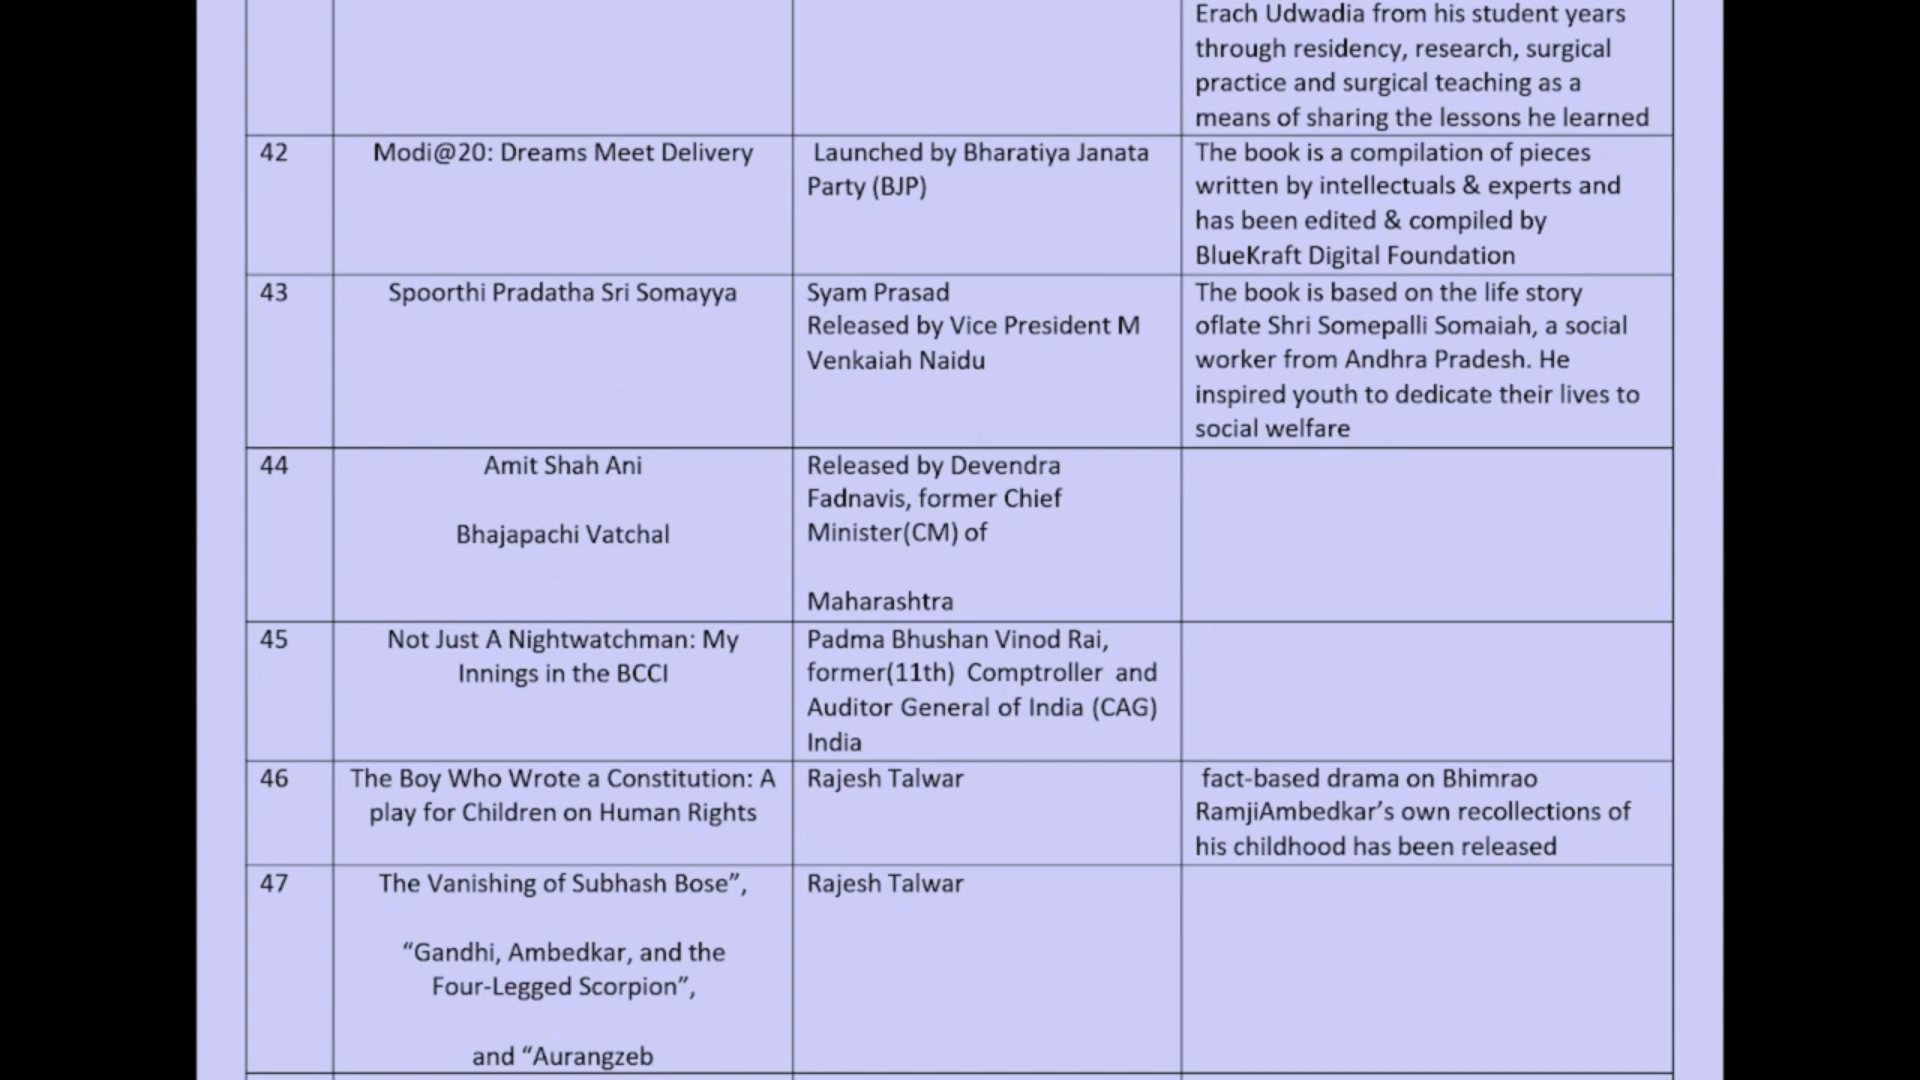 Erach Udwadia from his student years
through residency, research, surgical
practice and surgical teaching as a
means of sharing the lessons he learned
42
Modi@20: Dreams Meet Delivery
Launched by Bharatiya Janata
Party (BJP)
The book is a compilation of pieces
written by intellectuals & experts and
has been edited & compiled by
BlueKraft Digital Foundation
43
Spoorthi Pradatha Sri Somayya
Syam Prasad
Released by Vice President M
Venkaiah Naidu
The book is based on the life story
oflate Shri Somepalli Somaiah, a social
worker from Andhra Pradesh. He
inspired youth to dedicate their lives to
social welfare
44
Amit Shah Ani
Bhajapachi Vatchal
Released by Devendra
Fadnavis, former Chief
Minister(CM) of
Maharashtra
45
Not Just A Nightwatchman: My
Innings in the BCCI
Padma Bhushan Vinod Rai,
former(11th) Comptroller and
Auditor General of India (CAG)
India
46
The Boy Who Wrote a Constitution: A
play for Children on Human Rights
Rajesh Talwar
fact-based drama on Bhimrao
RamjiAmbedkar’s own recollections of
his childhood has been released
47
The Vanishing of Subhash Bose”,
“Gandhi, Ambedkar, and the
Four-Legged Scorpion”,
and “Aurangzeb
Rajesh Talwar